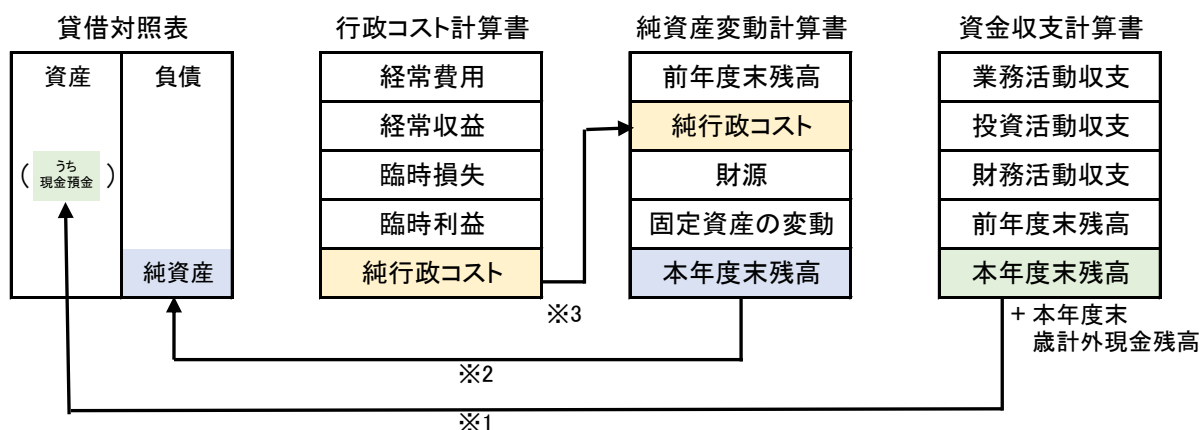 貸借対照表
資産
負債
(うち
現金預金)
純資産
行政コスト計算書
経常費用
経常収益
臨時損失
臨時利益
純行政コスト
純資産変動計算書
前年度末残高
純行政コスト
財源
固定資産の変動
本年度末残高
資金収支計算書
業務活動収支
投資活動収支
財務活動収支
前年度末残高
本年度末残高
+ 本年度末
歳計外現金残高
※3
※2
※1